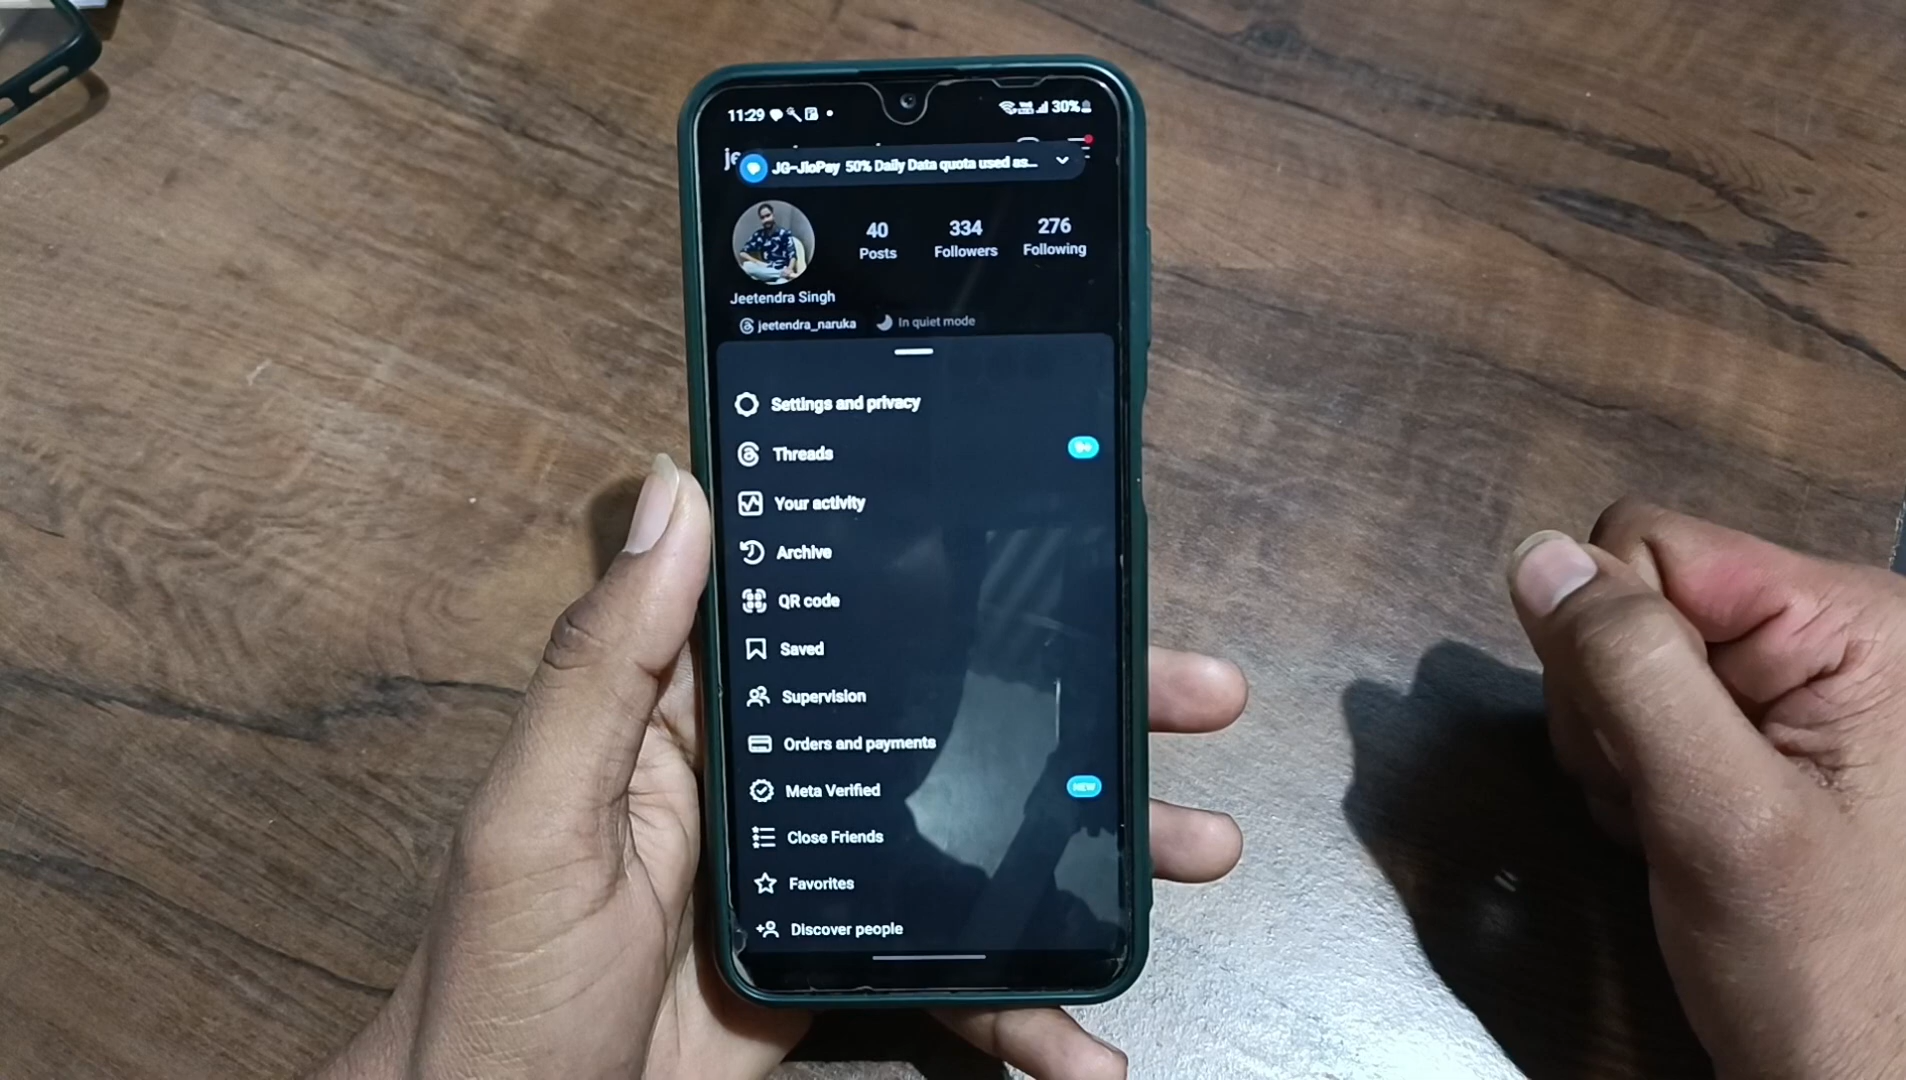 11:29
30%
JG-JioPay 50% Daily Data quota used as...
40
Posts
334
Followers
276
Following
Jeetendra Singh
jeetendra_naruka
In quiet mode
Settings and privacy
Threads
Your activity
Archive
QR code
Saved
Supervision
Orders and payments
Meta Verified
NEW
Close Friends
Favorites
Discover people